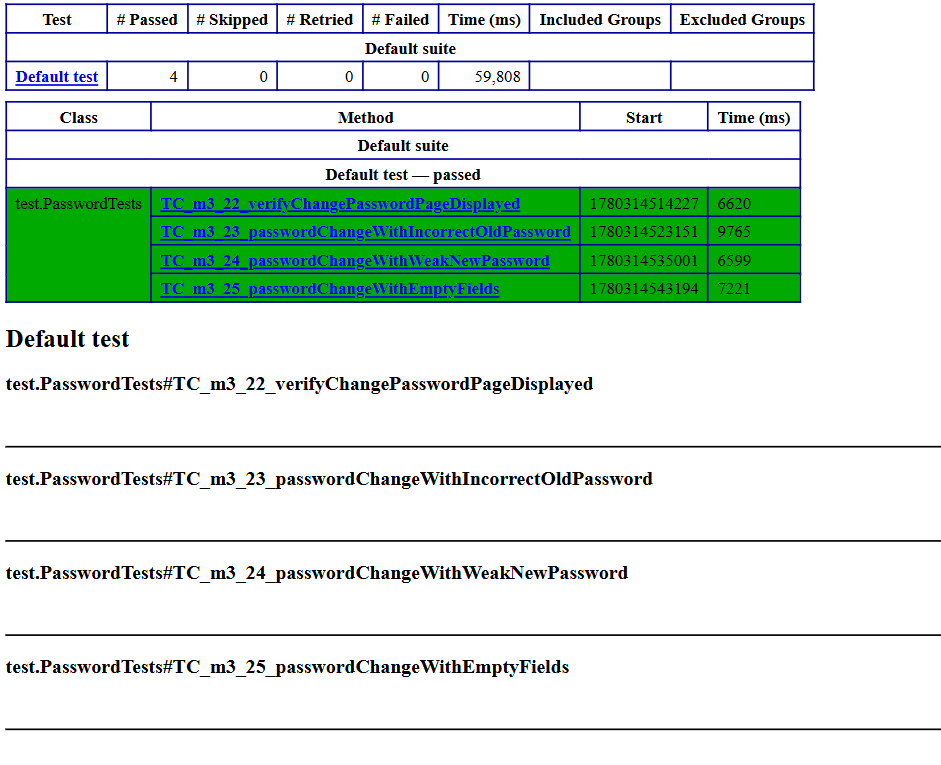 Test # Passed # Skipped # Retried # Failed Time (ms) Included Groups Excluded Groups
Default suite
Default test 4 0 0 0 59,808
Class Method Start Time (ms)
Default suite
Default test — passed
test.PasswordTests TC_m3_22_verifyChangePasswordPageDisplayed 1780314514227 6620
TC_m3_23_passwordChangeWithIncorrectOldPassword 1780314523151 9765
TC_m3_24_passwordChangeWithWeakNewPassword 1780314535001 6599
TC_m3_25_passwordChangeWithEmptyFields 1780314543194 7221
Default test
test.PasswordTests#TC_m3_22_verifyChangePasswordPageDisplayed
test.PasswordTests#TC_m3_23_passwordChangeWithIncorrectOldPassword
test.PasswordTests#TC_m3_24_passwordChangeWithWeakNewPassword
test.PasswordTests#TC_m3_25_passwordChangeWithEmptyFields